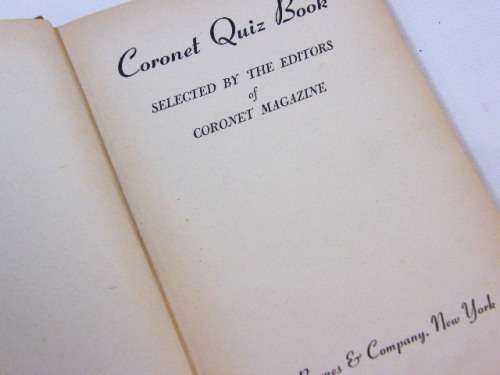 Coronet Quiz Book
SELECTED BY THE EDITORS
of
CORONET MAGAZINE
& Company, New York